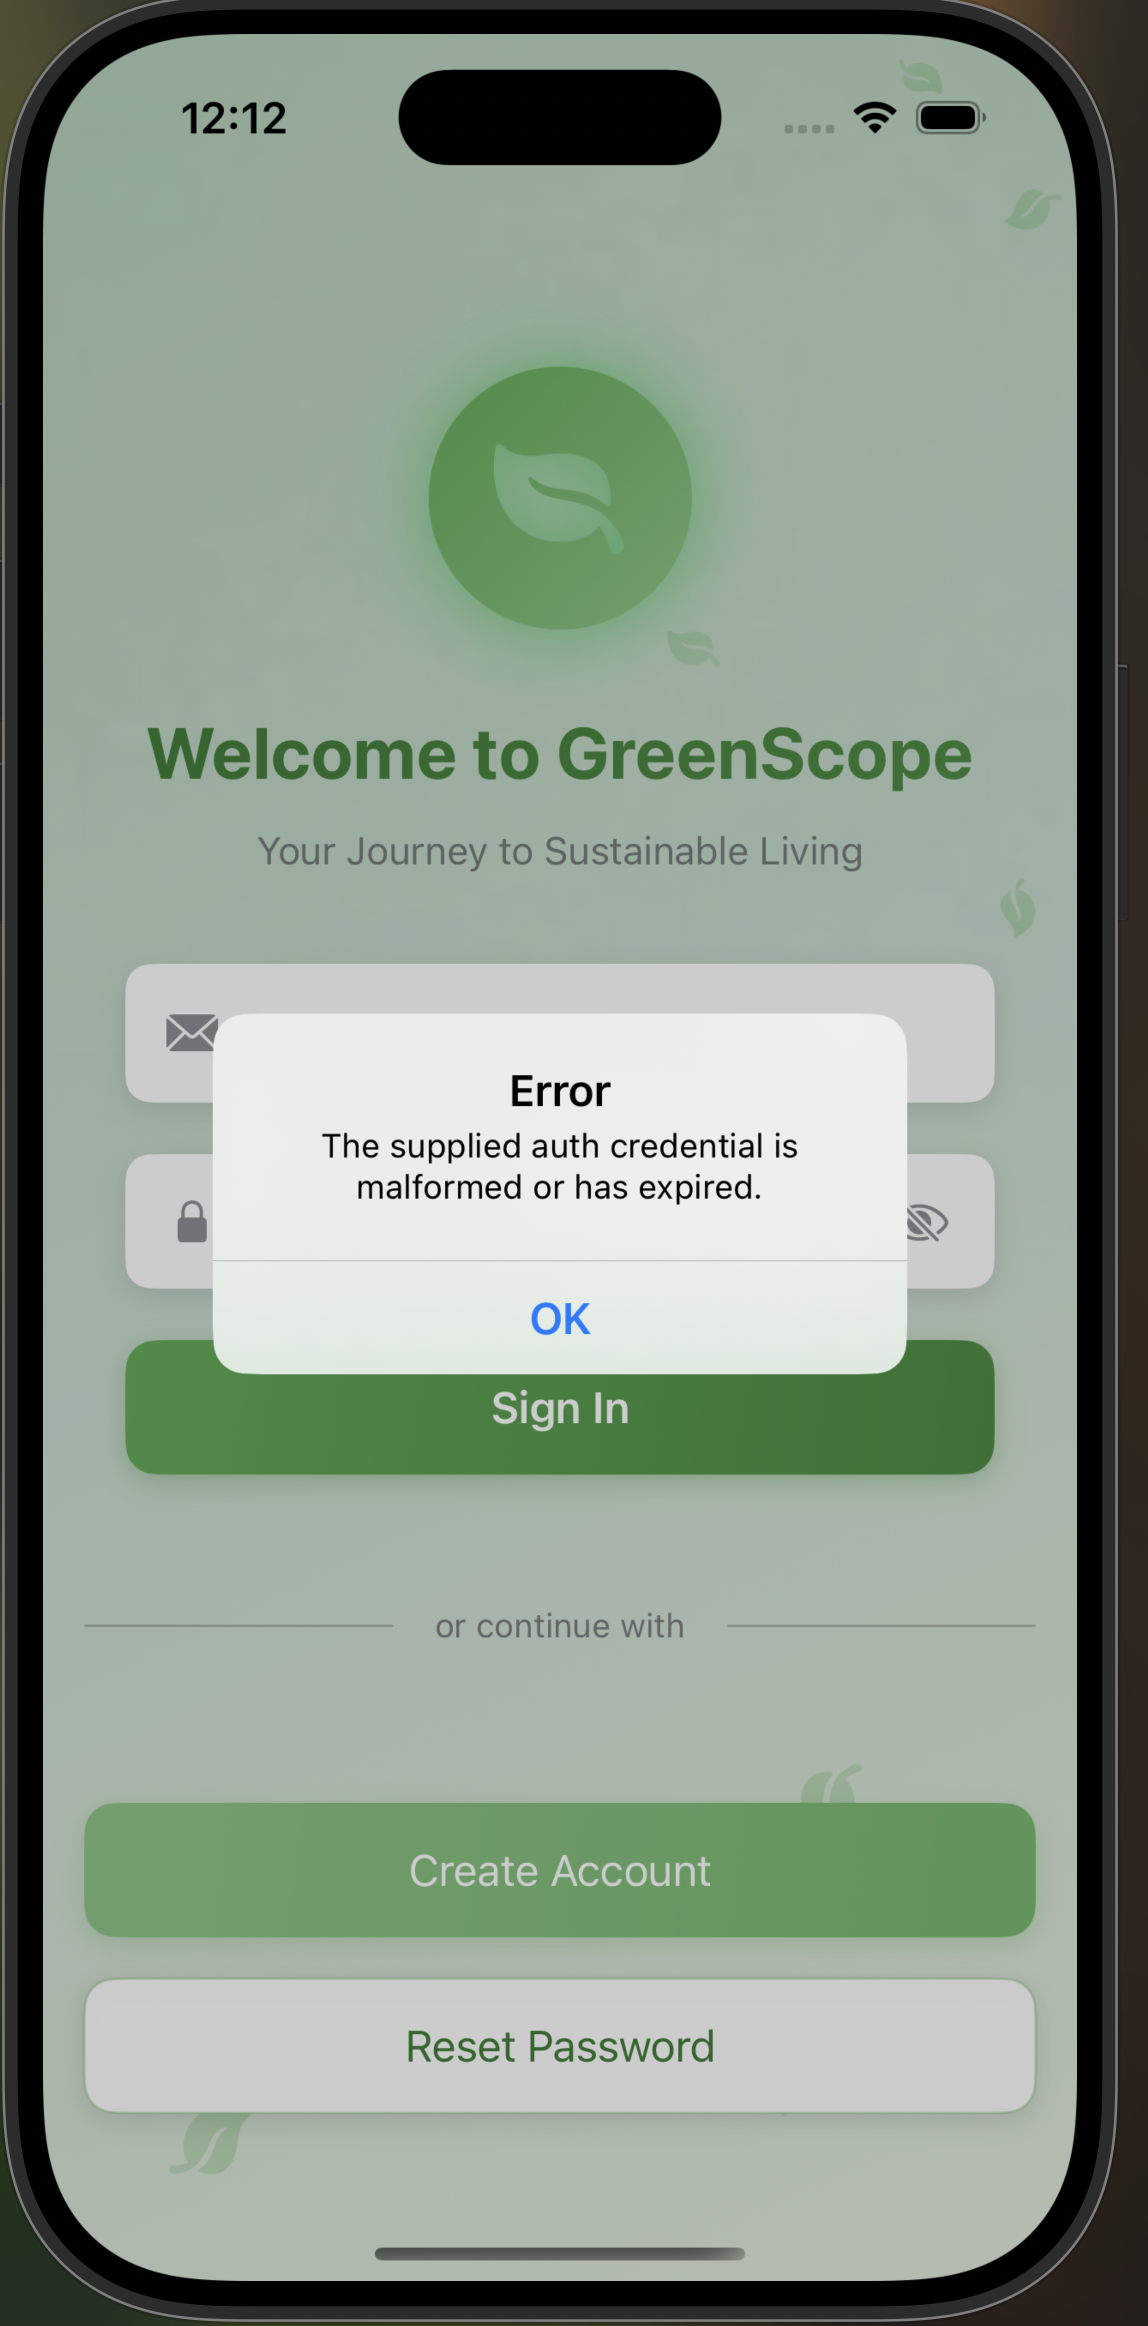 12:12
Welcome to GreenScope
Your Journey to Sustainable Living
Error
The supplied auth credential is
malformed or has expired.
OK
Sign In
or continue with
Create Account
Reset Password